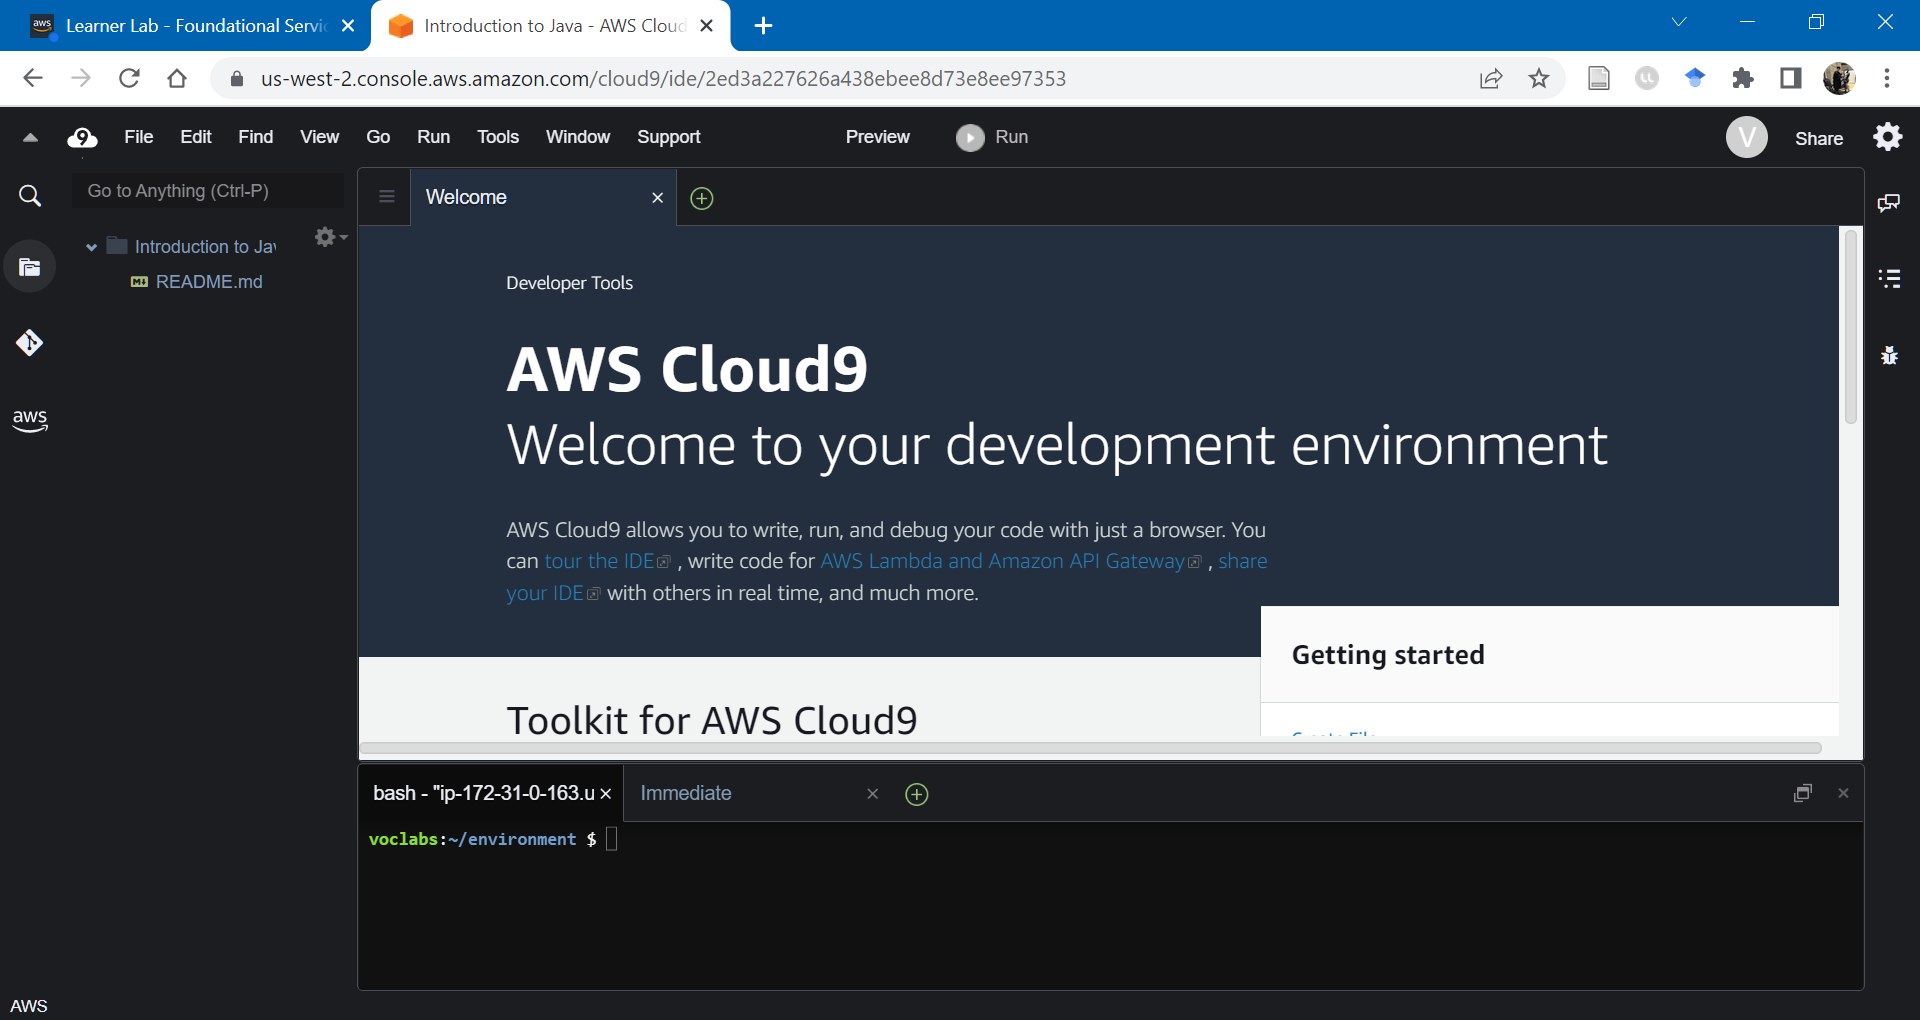 aws Learner Lab - Foundational Servi
Introduction to Java - AWS Cloud
us-west-2.console.aws.amazon.com/cloud9/ide/2ed3a227626a438ebee8d73e8ee97353
9 File Edit Find View Go Run Tools Window Support Preview Run V Share
Go to Anything (Ctrl-P)
Welcome
Introduction to Jav
README.md
aws
Developer Tools
AWS Cloud9
Welcome to your development environment
AWS Cloud9 allows you to write, run, and debug your code with just a browser. You
can tour the IDE , write code for AWS Lambda and Amazon API Gateway , share
your IDE with others in real time, and much more.
Getting started
Create File
Toolkit for AWS Cloud9
bash - "ip-172-31-0-163.u Immediate
voclabs:~/environment $
AWS